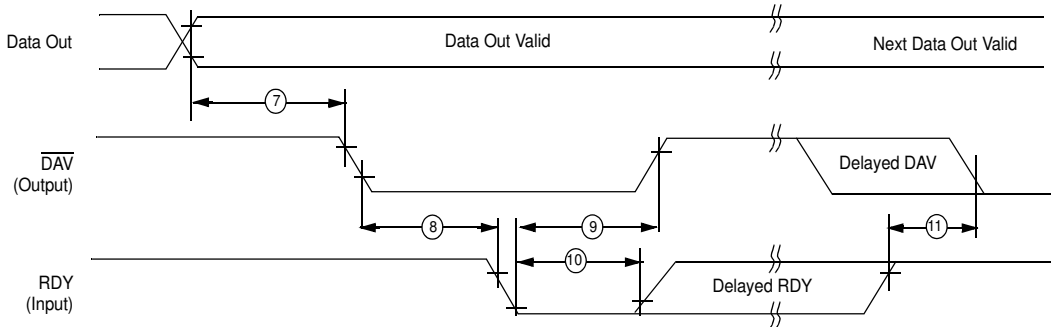 Data Out
Data Out Valid
Next Data Out Valid
7
DAV
(Output)
Delayed DAV
8
9
11
10
RDY
(Input)
Delayed RDY